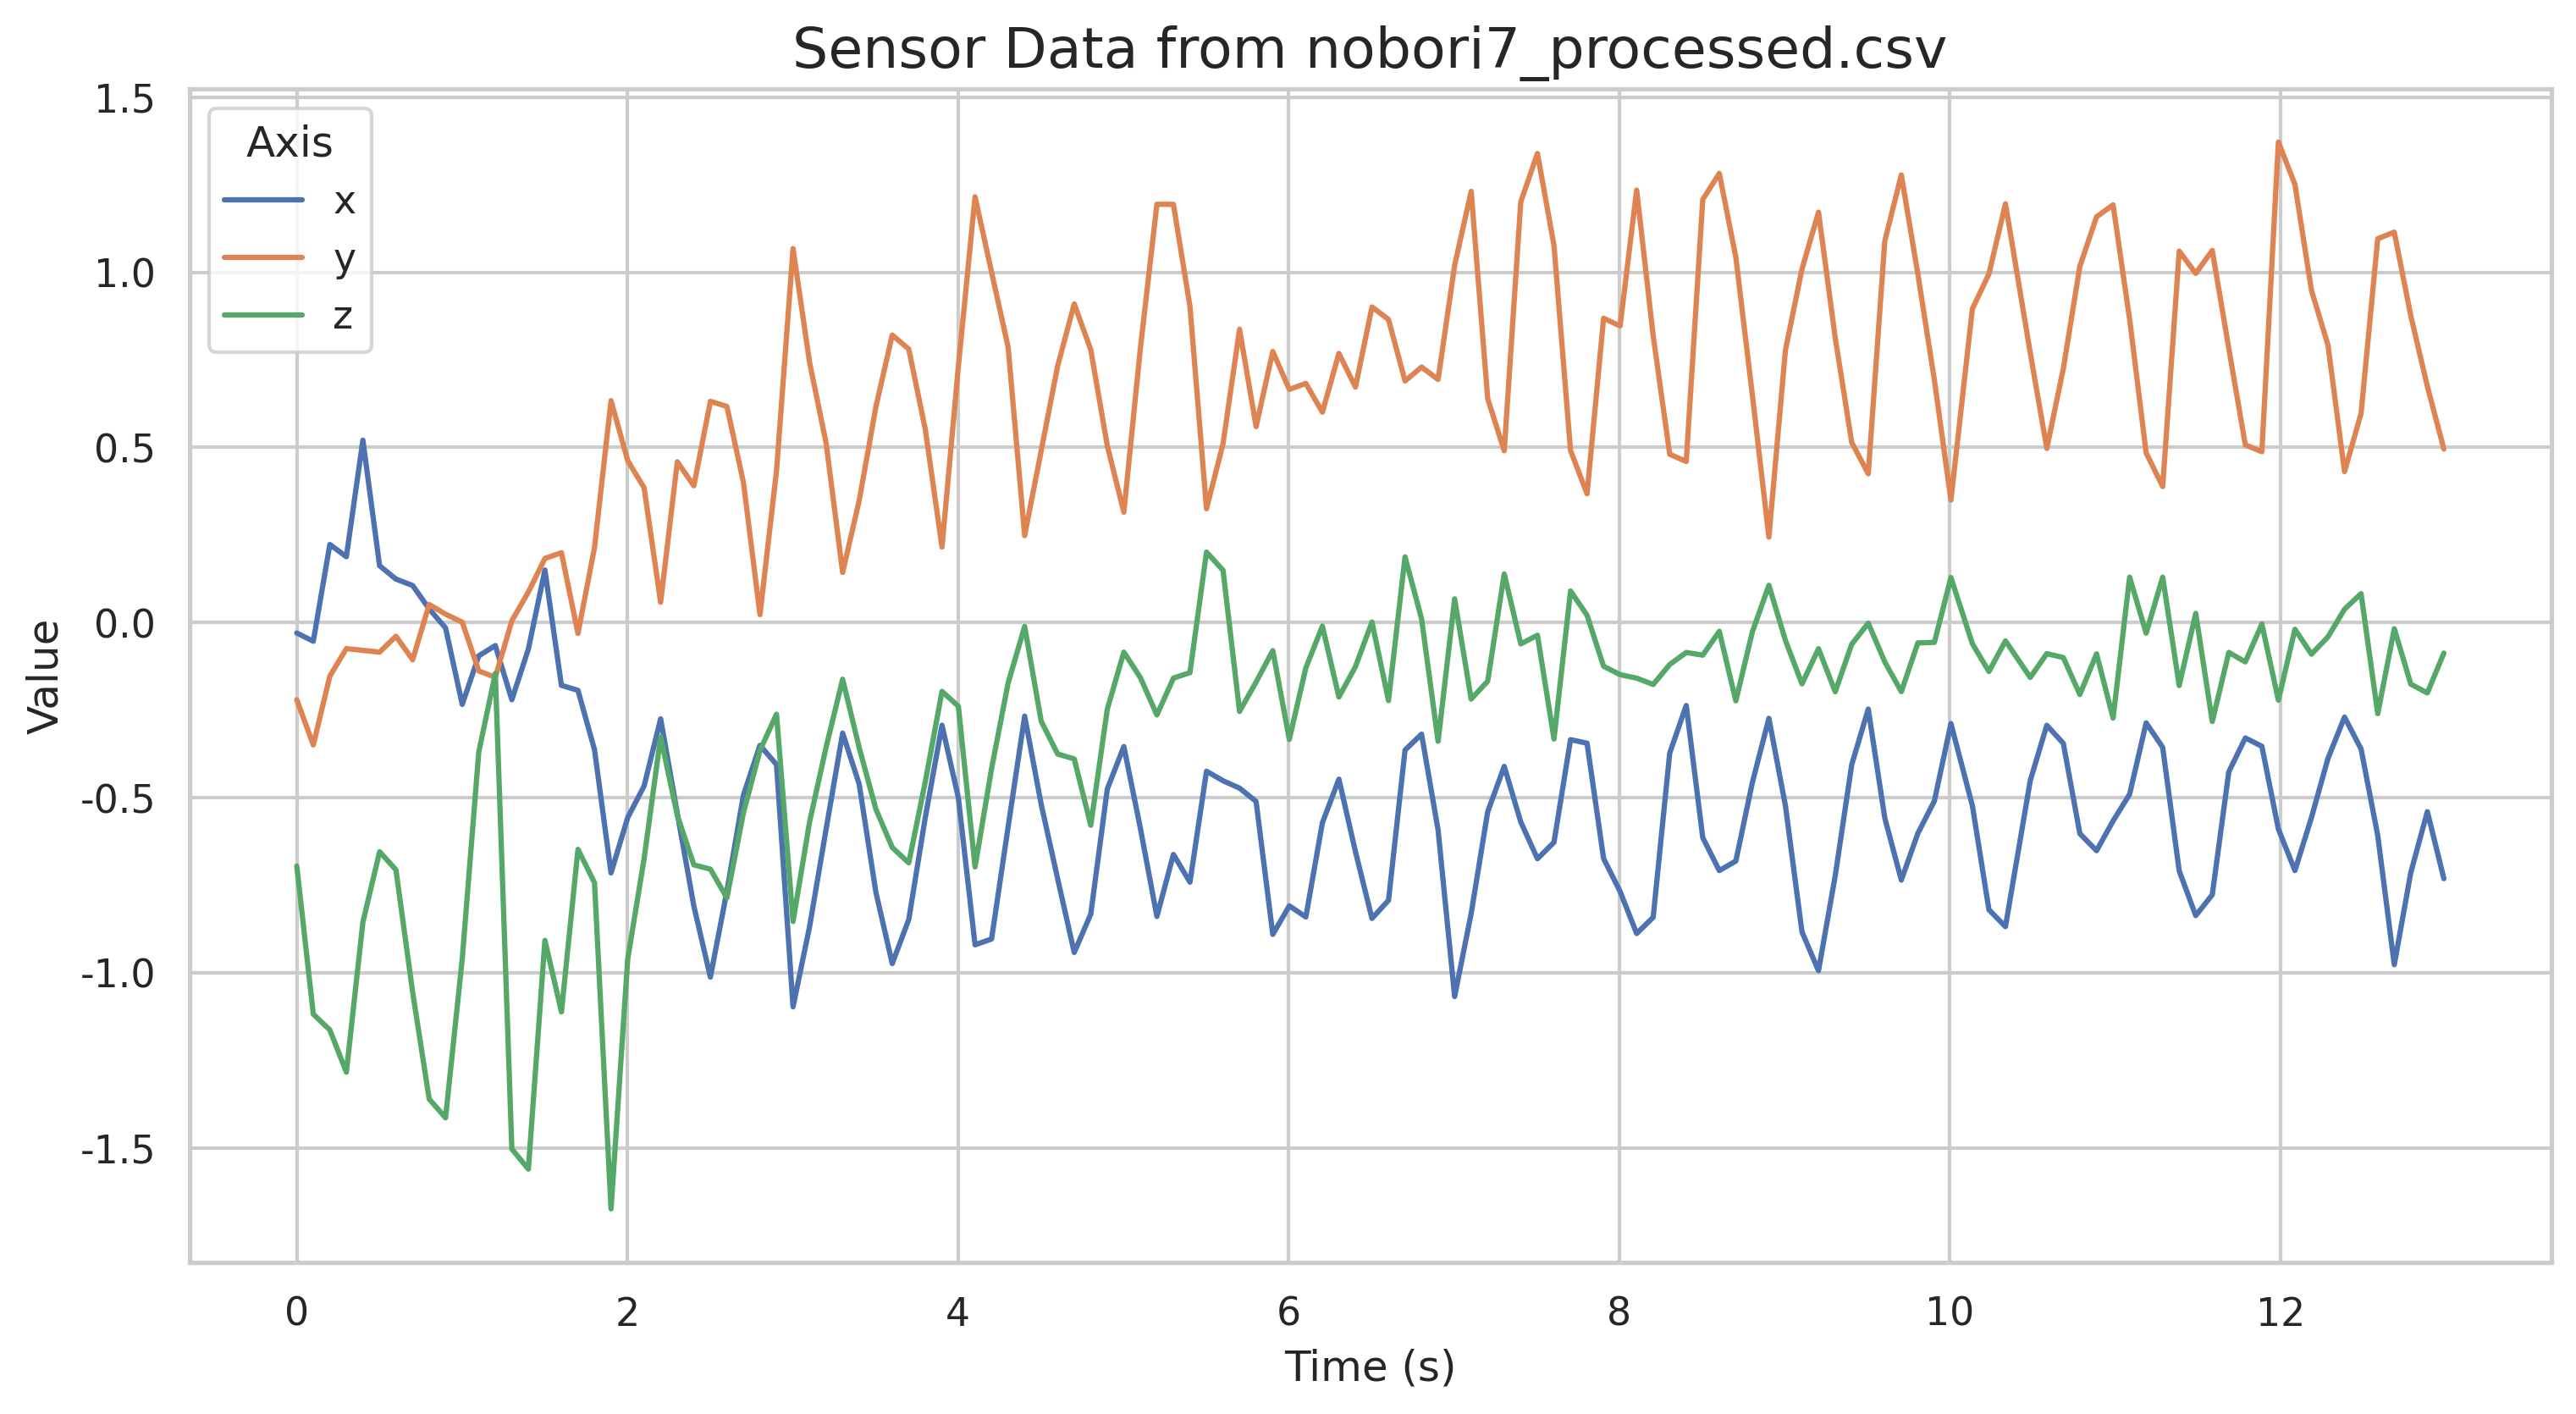 Sensor Data from nobori7_processed.csv
Axis
x
y
z
Value
1.5
1.0
0.5
0.0
-0.5
-1.0
-1.5
0 2 4 6 8 10 12
Time (s)